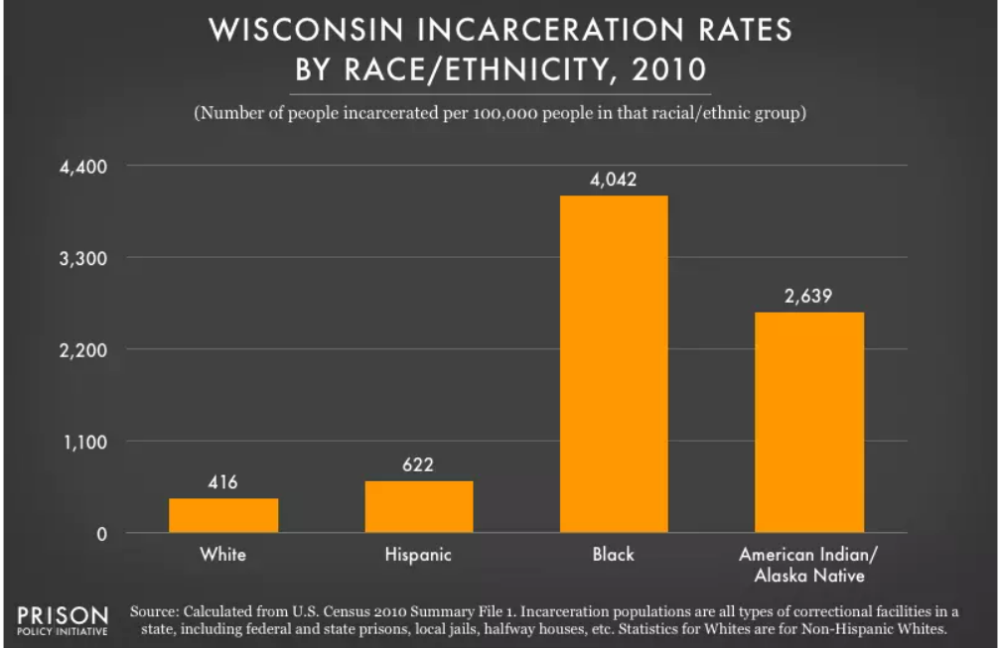 WISCONSIN INCARCERATION RATES
BY RACE/ETHNICITY, 2010
(Number of people incarcerated per 100,000 people in that racial/ethnic group)
4,400
3,300
2,200
1,100
0
416
622
4,042
2,639
White
Hispanic
Black
American Indian/
Alaska Native
PRISON
POLICY INITIATIVE
Source: Calculated from U.S. Census 2010 Summary File 1. Incarceration populations are all types of correctional facilities in a
state, including federal and state prisons, local jails, halfway houses, etc. Statistics for Whites are for Non-Hispanic Whites.